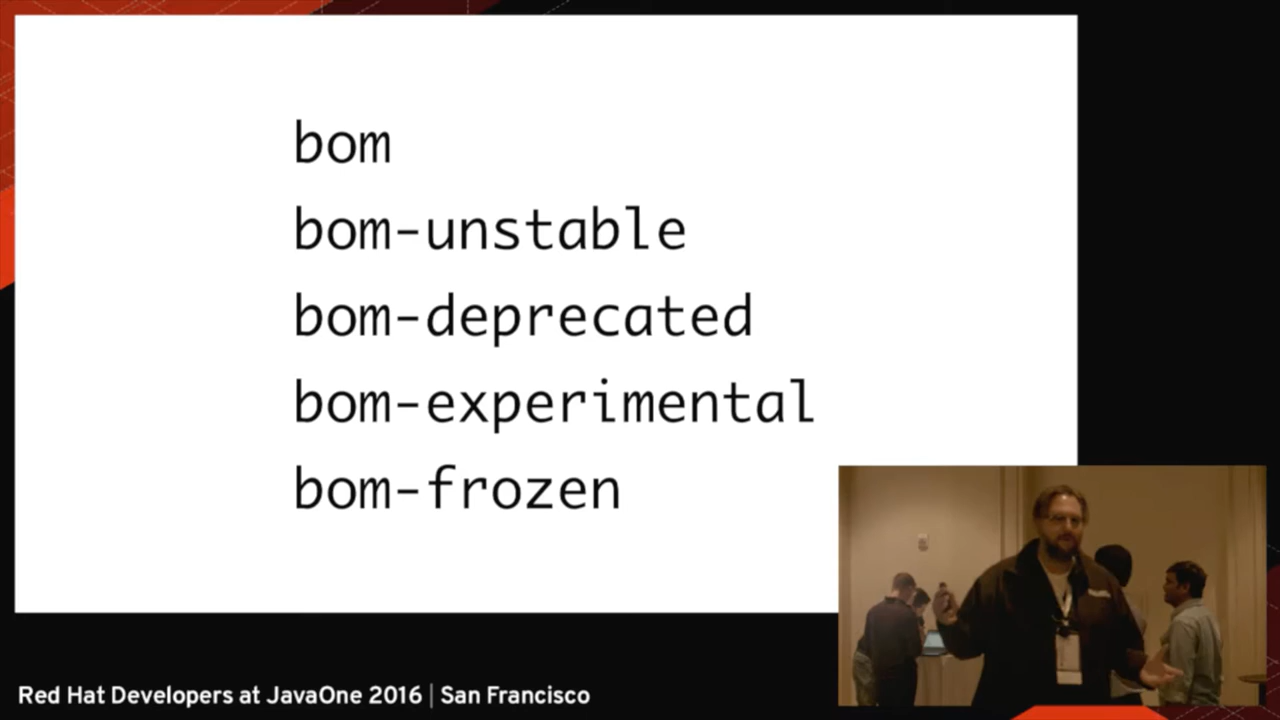 bom
bom-unstable
bom-deprecated
bom-experimental
bom-frozen
Red Hat Developers at JavaOne 2016 | San Francisco